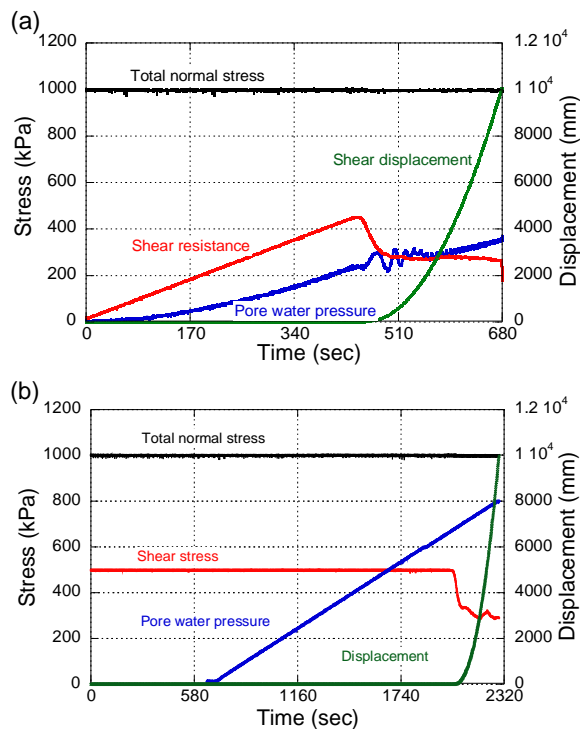 (a)
1200
1000
800
600
400
200
0
Stress (kPa)
Total normal stress
Shear displacement
Shear resistance
Pore water pressure
1.2 10⁴
1 10⁴
8000
6000
4000
2000
0
Displacement (mm)
0 170 340 510 680
Time (sec)
(b)
1200
1000
800
600
400
200
0
Stress (kPa)
Total normal stress
Shear stress
Pore water pressure
Displacement
1.2 10⁴
1 10⁴
8000
6000
4000
2000
0
Displacement (mm)
0 580 1160 1740 2320
Time (sec)